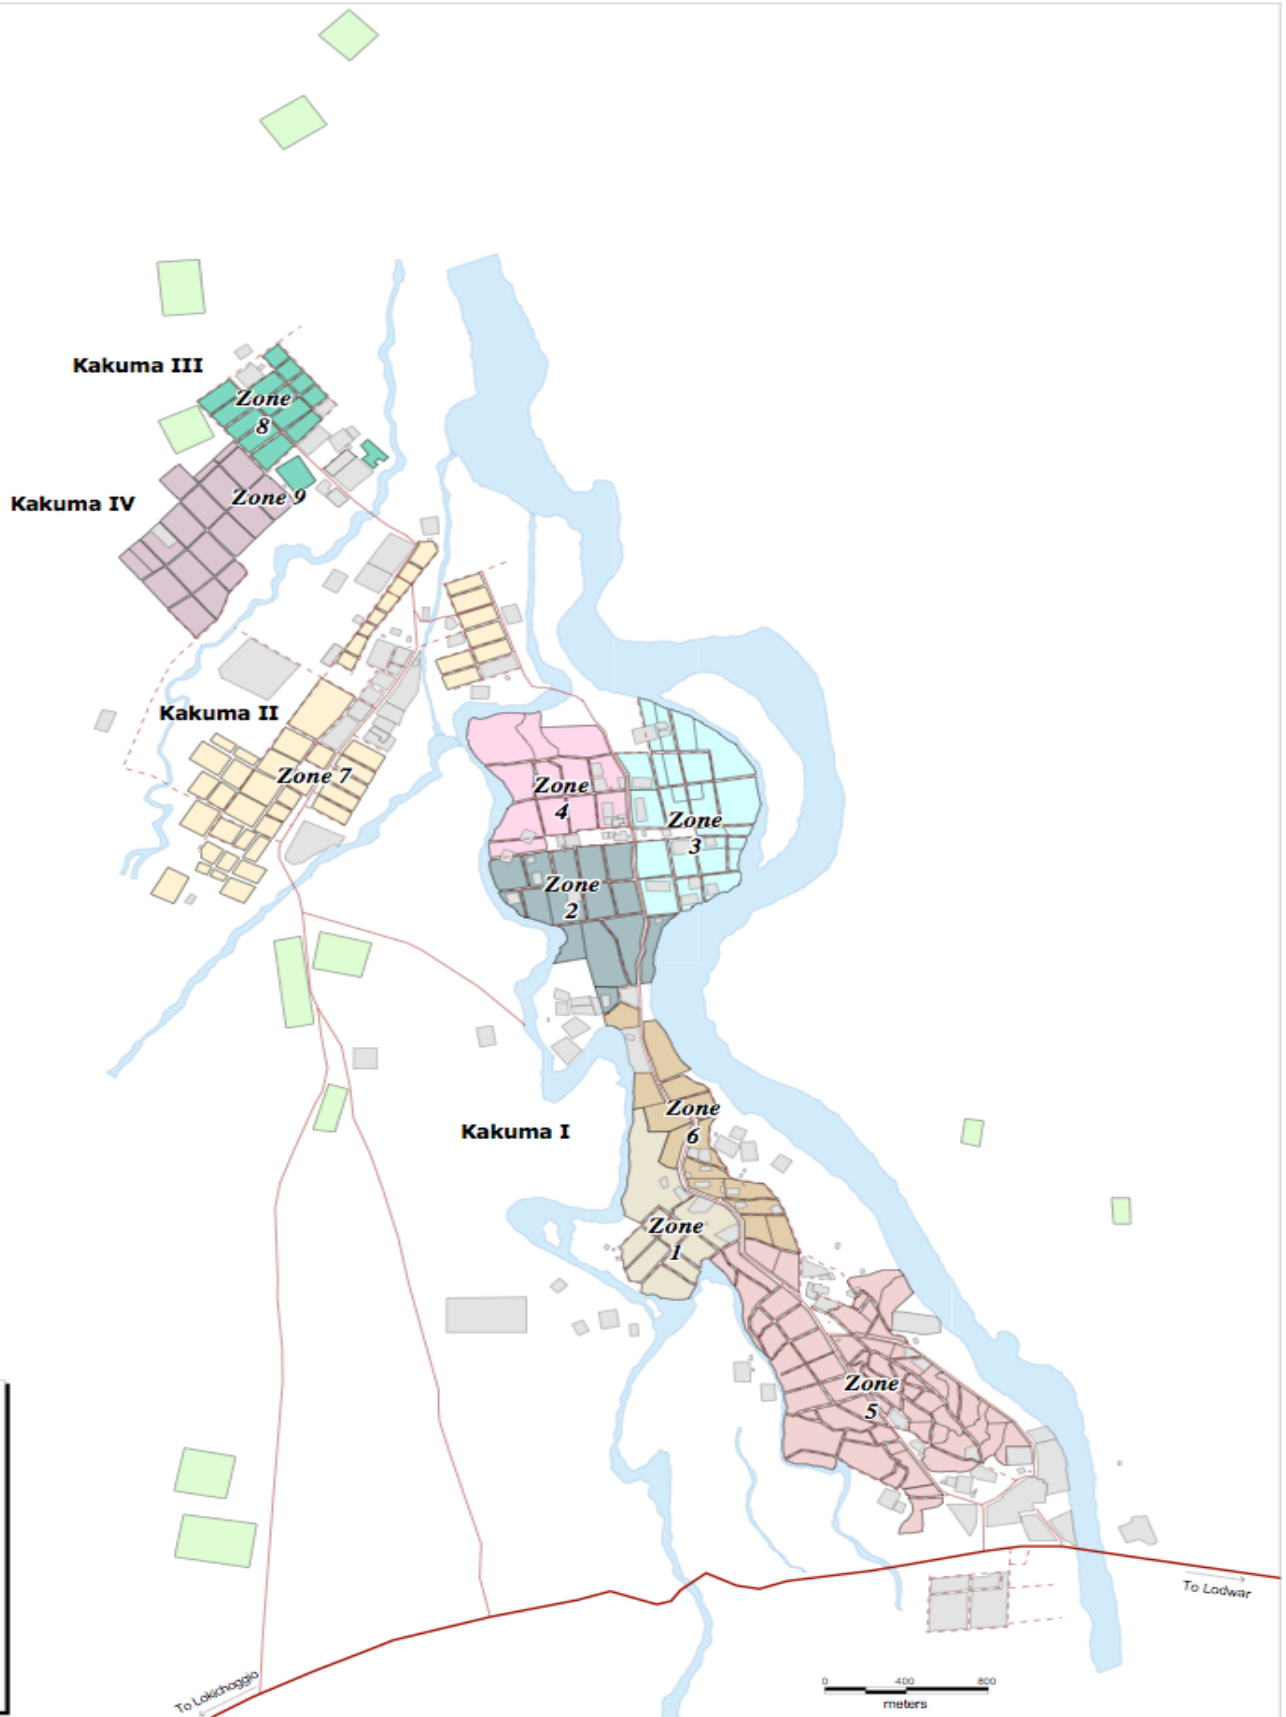 Kakuma III
Zone
8
Kakuma IV
Zone 9
Kakuma II
Zone 7
Zone
4
Zone
3
Zone
2
Kakuma I
Zone
6
Zone
1
Zone
5
To Lodwar
To Lokichoggio
0 400 800
meters